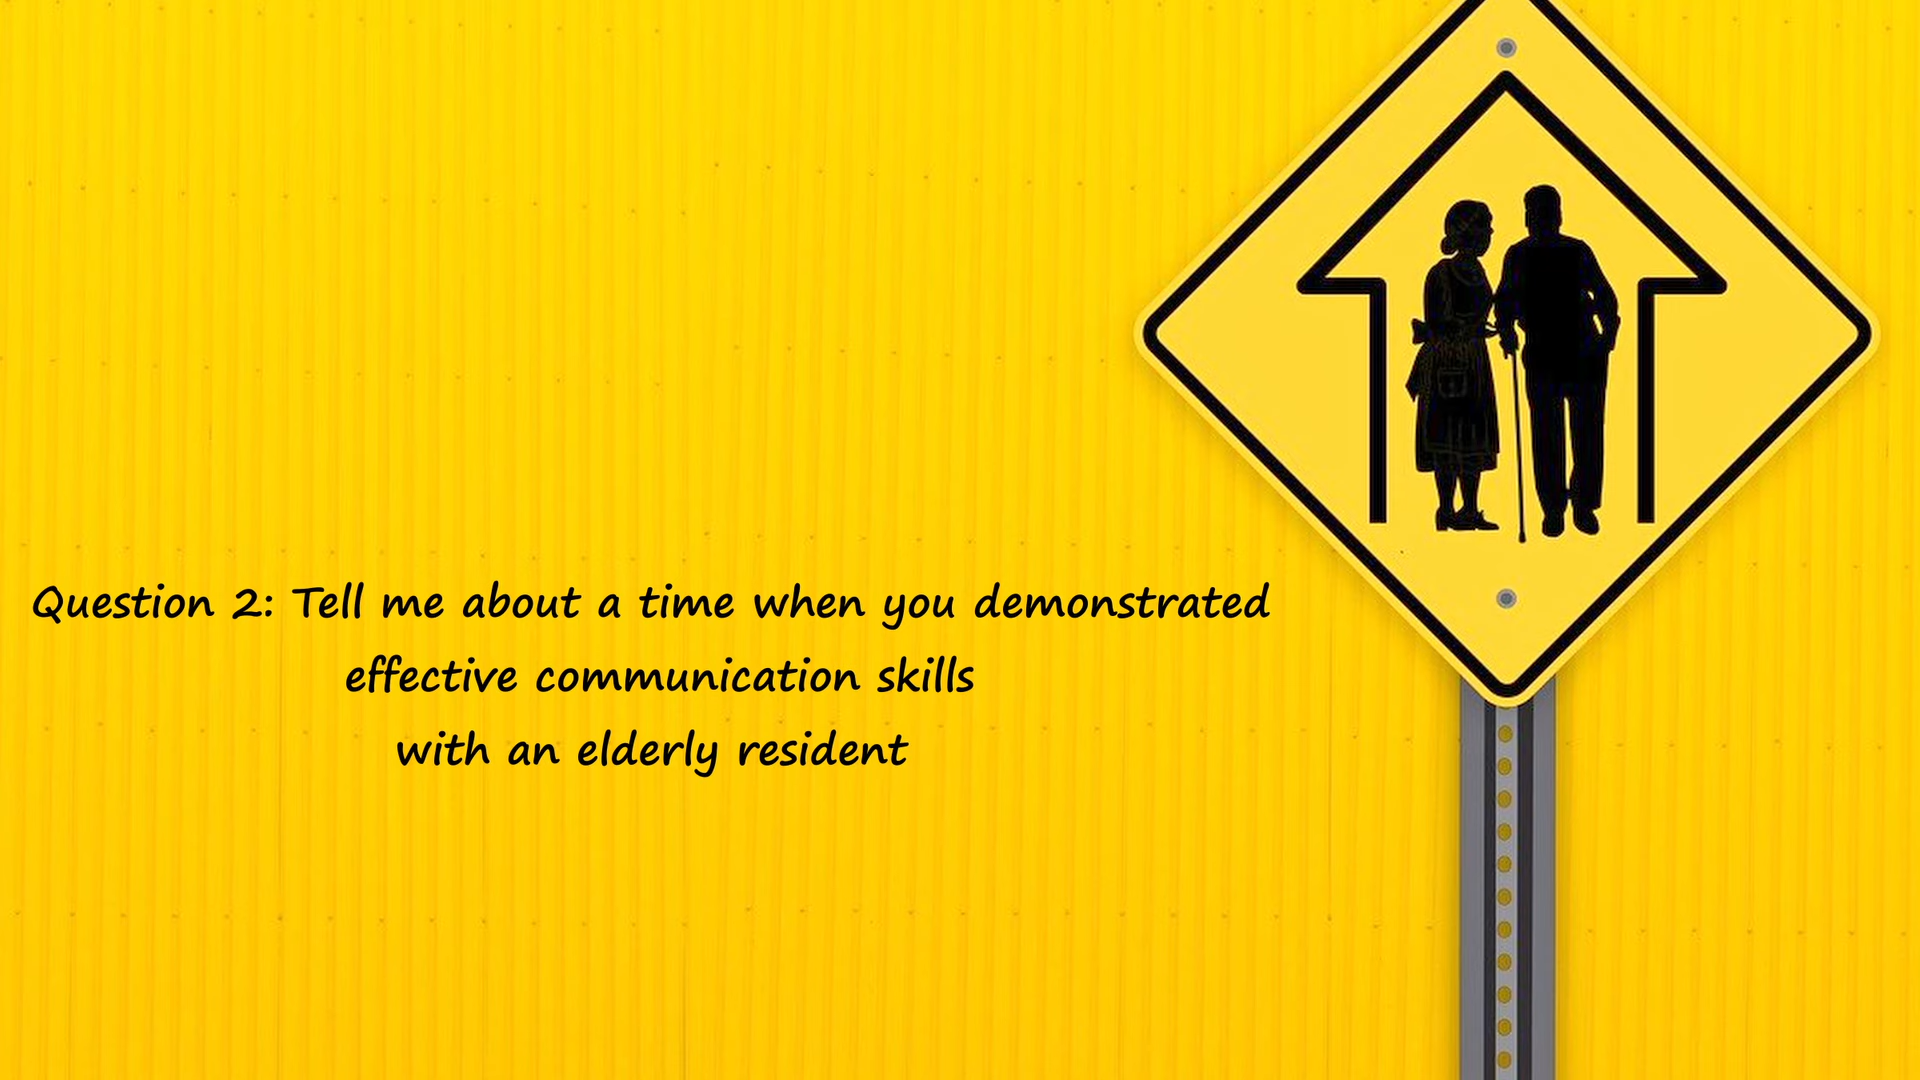 Question 2: Tell me about a time when you demonstrated
effective communication skills
with an elderly resident